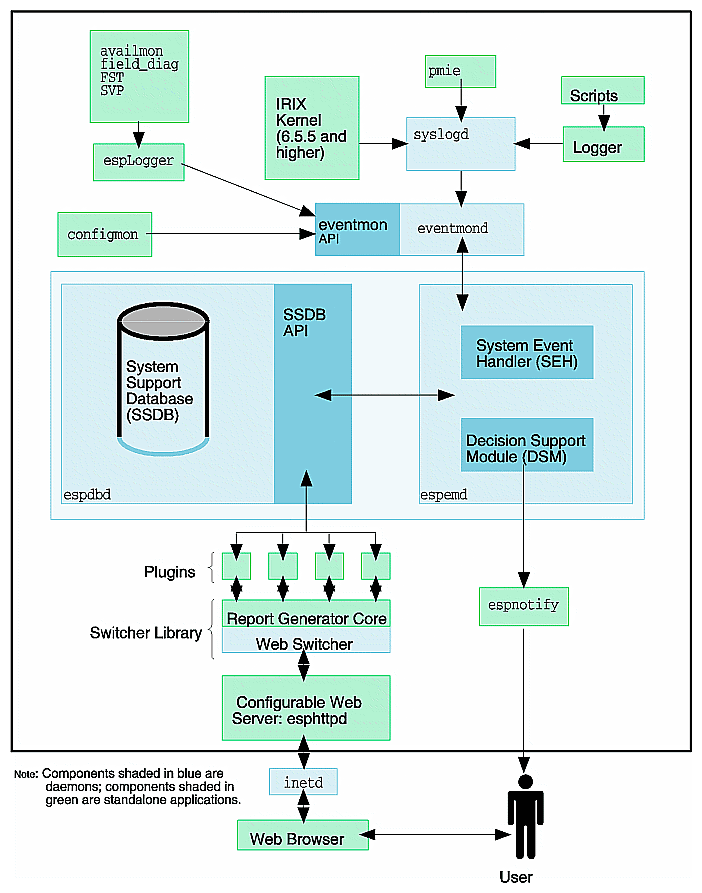 availmon
field_diag
FST
SVP
espLogger
configmon
IRIX
Kernel
(6.5.5 and
higher)
pmie
syslogd
Scripts
Logger
eventmon
API
eventmond
System
Support
Database
(SSDB)
espdbd
SSDB
API
System Event
Handler (SEH)
Decision Support
Module (DSM)
espemd
Plugins
Switcher Library
Report Generator Core
Web Switcher
Configurable Web
Server: esphttpd
espnotify
Note: Components shaded in blue are
daemons; components shaded in
green are standalone applications.
inetd
Web Browser
User